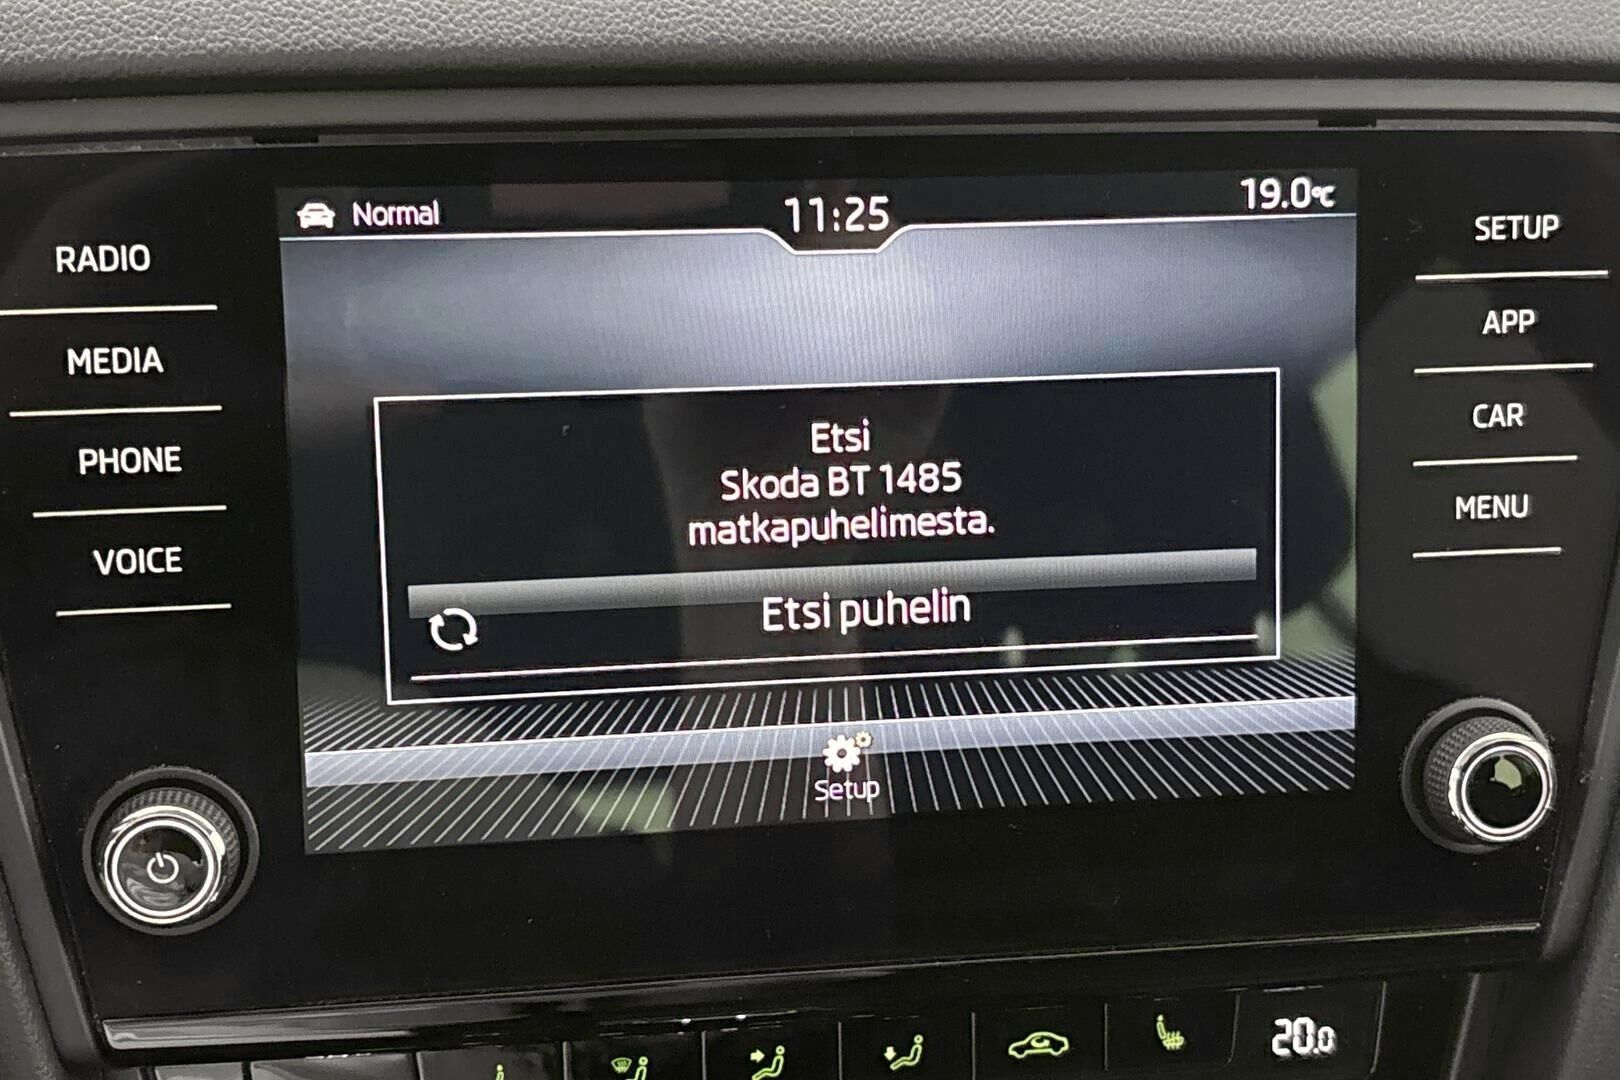 Normal
11:25
19.0°C
RADIO
MEDIA
PHONE
VOICE
SETUP
APP
CAR
MENU
Etsi
Skoda BT 1485
matkapuhelimesta.
Etsi puhelin
Setup
20.0